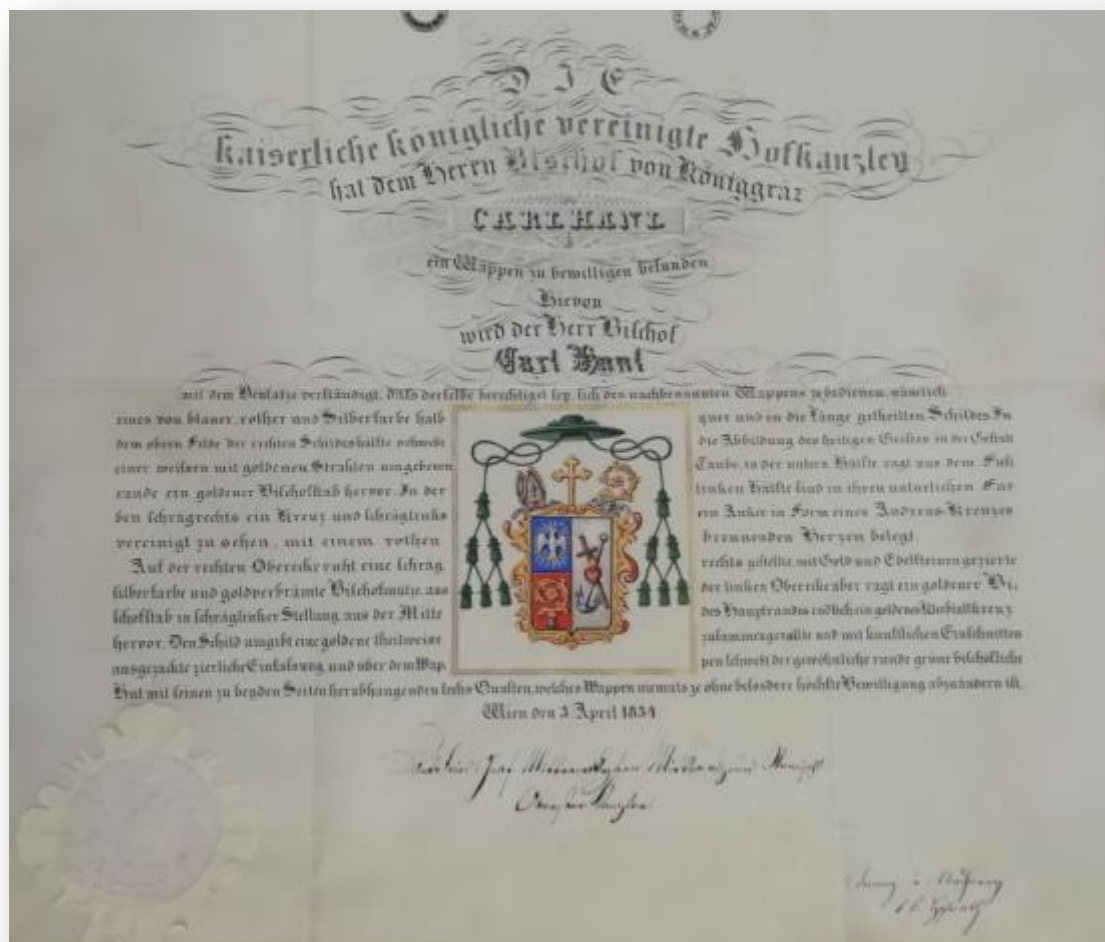 DIE
kaiserliche königliche vereinigte Hofkanzley
hat dem Herrn Bischof von Königgraz
CARL HANL
ein Wappen zu bewilligen befunden
Hievon
wird der Herr Bischof
Carl Hanl
mit dem Beysatze verständigt, daſs derselbe berechtiget sey, sich des nachbenannten Wappens zu bedienen, nämlich
eines von blauer, rother und Silberfarbe halb quer und in die Länge getheilten Schildes In
dem obern Felde der rechten Schildeshälfte schwebt die Abbildung des heiligen Geistes in der Gestalt
einer weiſsen mit goldenen Strahlen umgebenen Taube, in der untern Hälfte ragt aus dem Fuſs
rande ein goldener Bischofstab hervor. In der linken Hälfte sind in ihren naturlichen Far
ben schrägrechts ein Kreuz und schräglinks ein Anker in Form eines Andreas-Kreuzes
vereinigt zu sehen, mit einem rothen brennenden Herzen belegt.
Auf der rechten Oberecke ruht eine schräg rechts gestellte mit Gold und Edelsteinen gezierte
silberfarbe und goldverbrämte Bischofmütze, aus der linken Oberecke aber ragt ein goldener Bi
schofstab in schräglinker Stellung, aus der Mitte des Hauptrandes endlich ein goldenes Kreuz
hervor. Den Schild umgibt eine goldene theilweise zusammengerollte und mit künstlichen Einschnitten
ausgezackte zierliche Einfaſsung, und über dem Wap pen schwebt der gewöhnliche runde grüne bischöfliche
Hut mit seinen zu beyden Seiten herabhangenden sechs Quasten, welches Wappen niemals je ohne besondere höchste Bewilligung abzuändern ist.
Wien den 3 April 1834
Oberster Kanzler